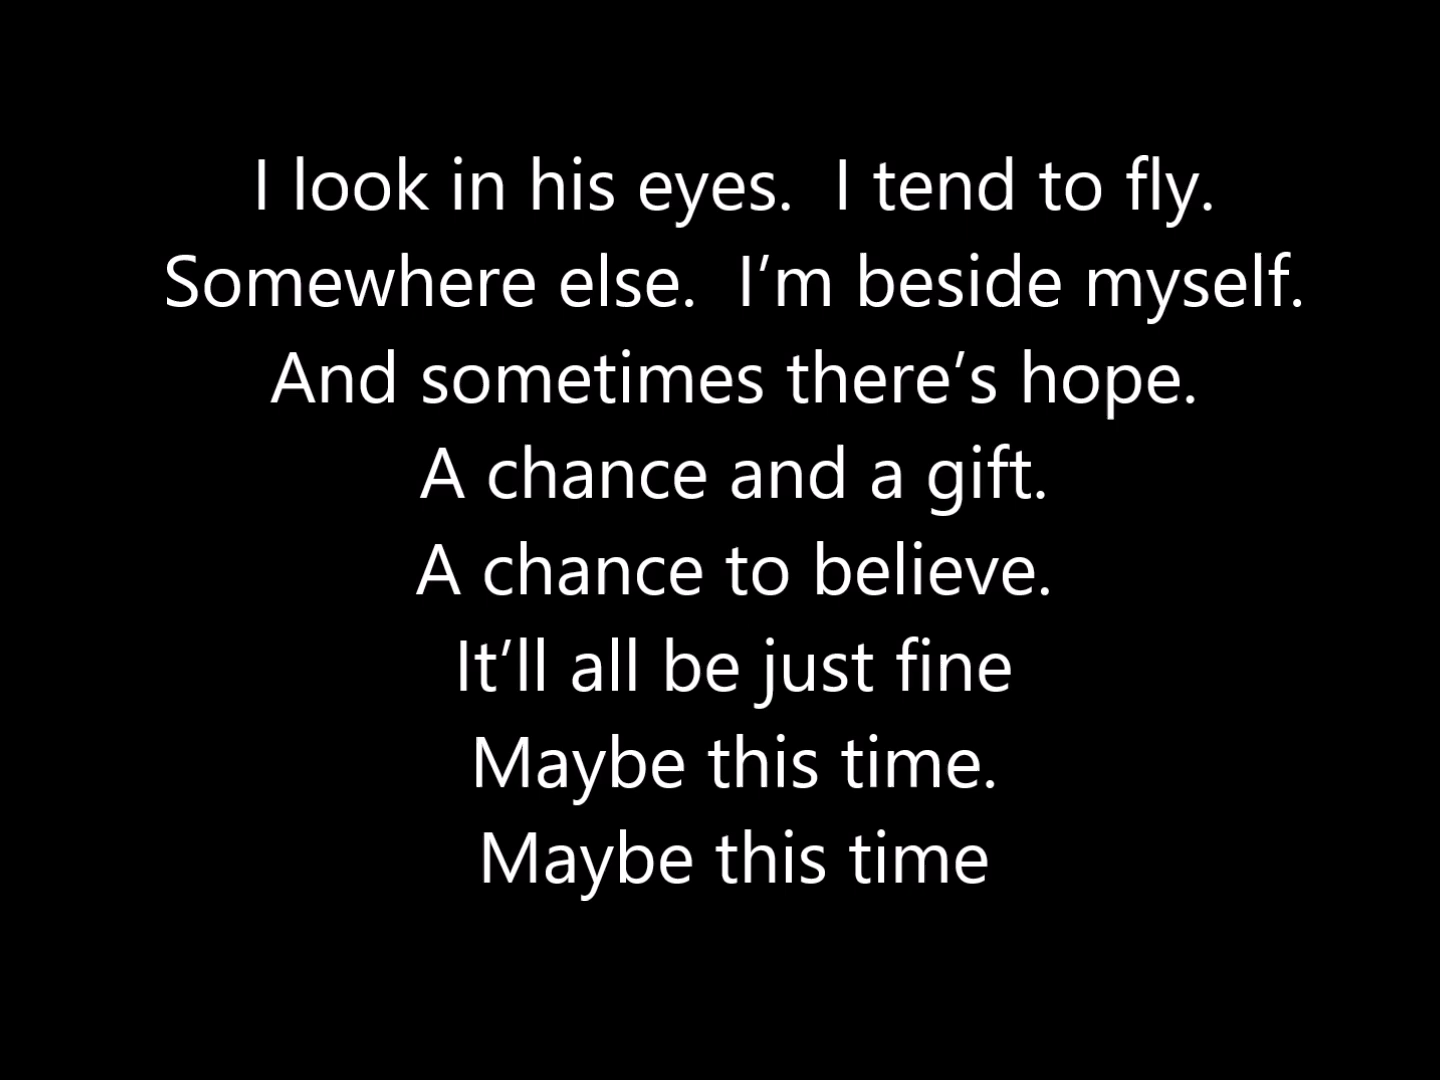 I look in his eyes.  I tend to fly.
Somewhere else.  I’m beside myself.
And sometimes there’s hope.
A chance and a gift.
A chance to believe.
It’ll all be just fine
Maybe this time.
Maybe this time